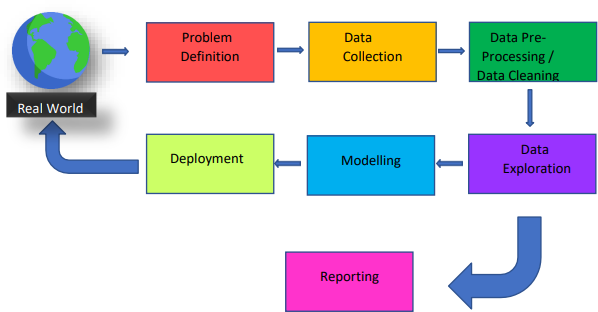 Problem
Definition
Data
Collection
Data Pre-
Processing /
Data Cleaning
Real World
Deployment
Modelling
Data
Exploration
Reporting